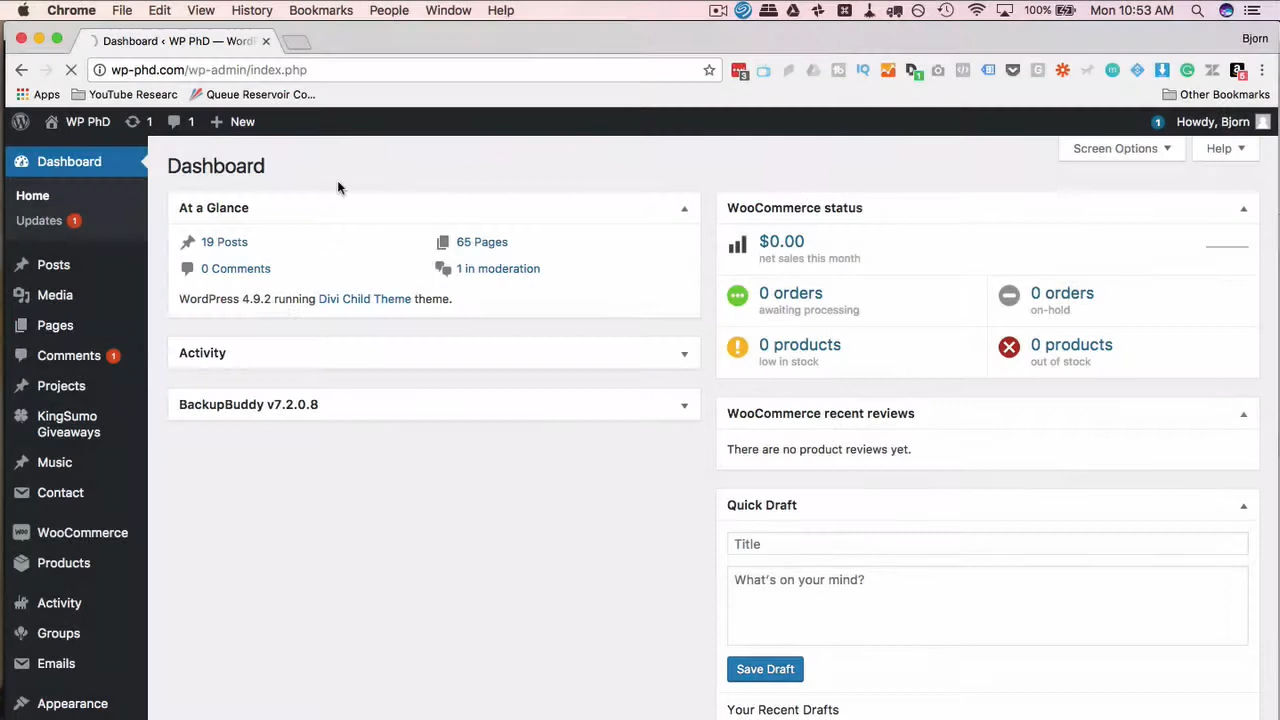 Chrome File Edit View History Bookmarks People Window Help 100% Mon 10:53 AM
Dashboard ‹ WP PhD — Word Bjorn
wp-phd.com/wp-admin/index.php
Apps YouTube Researc Queue Reservoir Co... Other Bookmarks
WP PhD 1 1 New 1 Howdy, Bjorn
Screen Options Help
Dashboard
Home
Updates 1
Posts
Media
Pages
Comments 1
Projects
KingSumo
Giveaways
Music
Contact
WooCommerce
Products
Activity
Groups
Emails
Appearance
Dashboard
At a Glance
19 Posts 65 Pages
0 Comments 1 in moderation
WordPress 4.9.2 running Divi Child Theme theme.
Activity
BackupBuddy v7.2.0.8
WooCommerce status
$0.00
net sales this month
0 orders 0 orders
awaiting processing on-hold
0 products 0 products
low in stock out of stock
WooCommerce recent reviews
There are no product reviews yet.
Quick Draft
Title
What's on your mind?
Save Draft
Your Recent Drafts